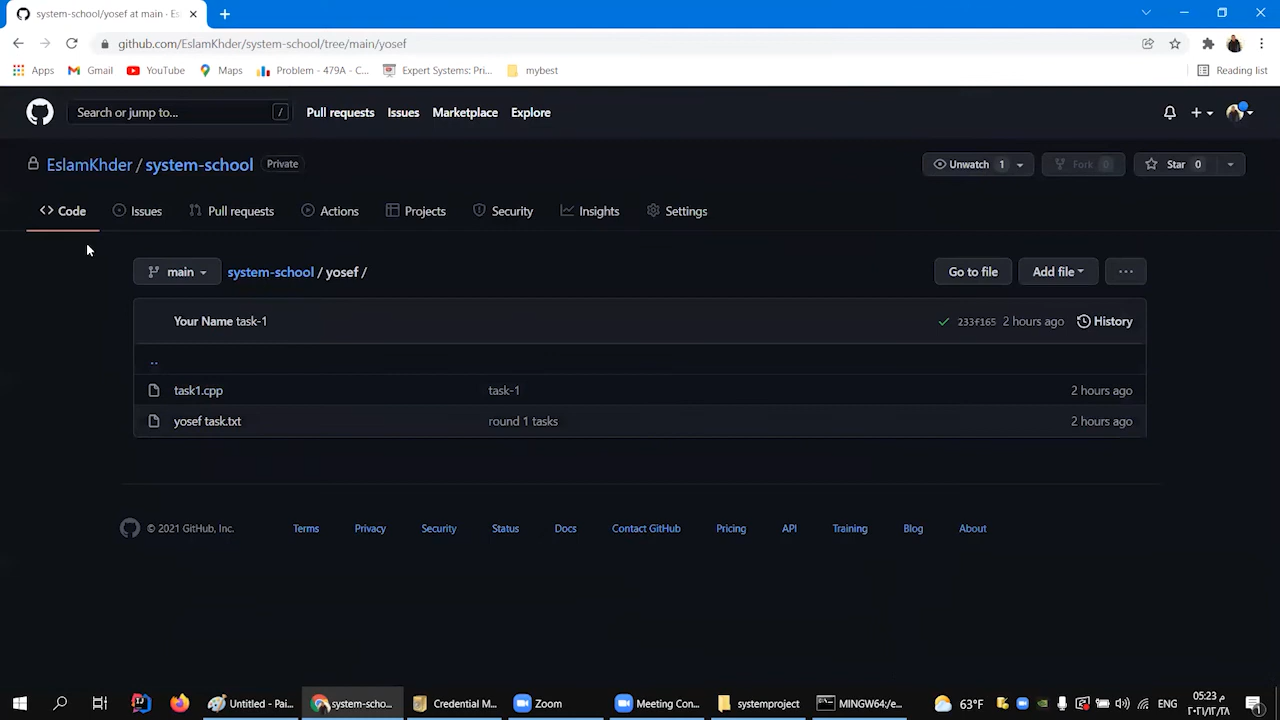 system-school/yosef at main · Es
github.com/EslamKhder/system-school/tree/main/yosef
Apps
Gmail
YouTube
Maps
Problem - 479A - C...
Expert Systems: Pri...
mybest
Reading list
Search or jump to...
/
Pull requests
Issues
Marketplace
Explore
EslamKhder / system-school
Private
Unwatch 1
Fork 0
Star 0
Code
Issues
Pull requests
Actions
Projects
Security
Insights
Settings
main
system-school / yosef /
Go to file
Add file
...
Your Name task-1
233f165 2 hours ago
History
..
task1.cpp task-1 2 hours ago
yosef task.txt round 1 tasks 2 hours ago
© 2021 GitHub, Inc.
Terms
Privacy
Security
Status
Docs
Contact GitHub
Pricing
API
Training
Blog
About
Untitled - Pai...
system-scho...
Credential M...
Zoom
Meeting Con...
systemproject
MINGW64:/e...
63°F
ENG
05:23 م
٢٠٢١/١٢/٢٨
1